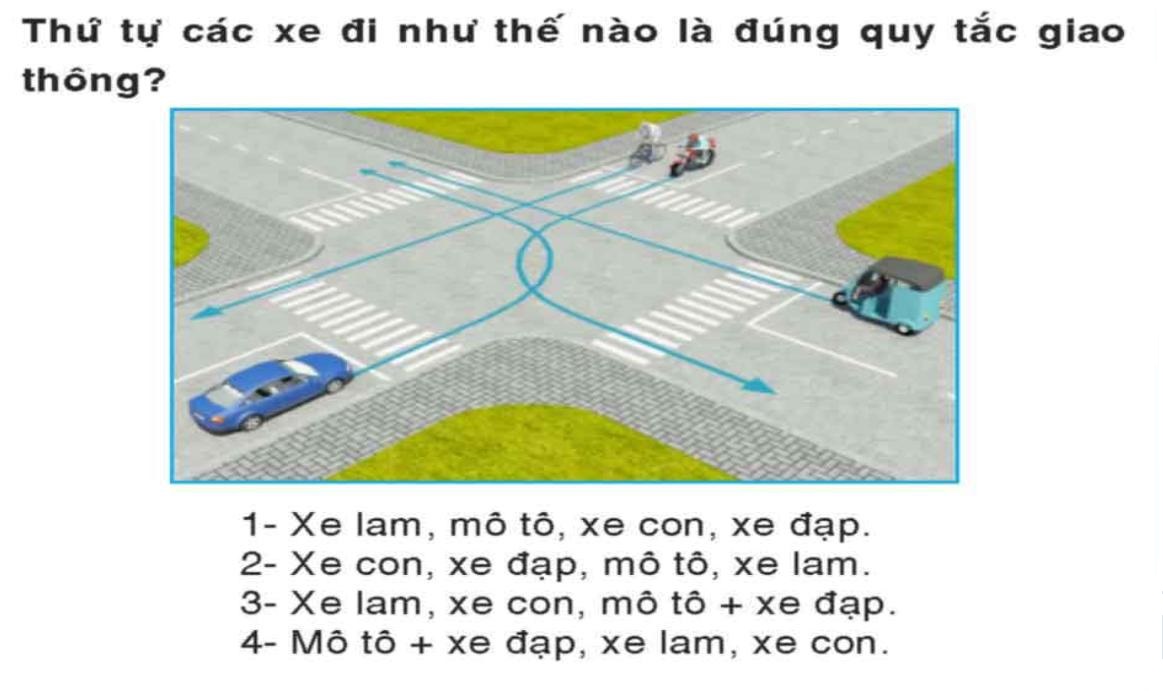 Thứ tự các xe đi như thế nào là đúng quy tắc giao
thông?
1- Xe lam, mô tô, xe con, xe đạp.
2- Xe con, xe đạp, mô tô, xe lam.
3- Xe lam, xe con, mô tô + xe đạp.
4- Mô tô + xe đạp, xe lam, xe con.